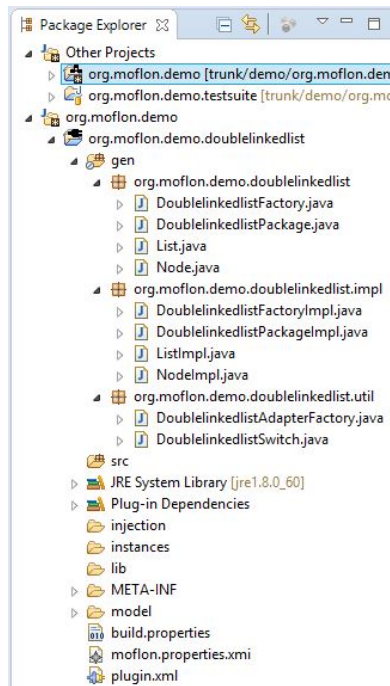 Package Explorer
Other Projects
org.moflon.demo [trunk/demo/org.moflon.dem
org.moflon.demo.testsuite [trunk/demo/org.mo
org.moflon.demo
org.moflon.demo.doublelinkedlist
gen
org.moflon.demo.doublelinkedlist
DoublelinkedlistFactory.java
DoublelinkedlistPackage.java
List.java
Node.java
org.moflon.demo.doublelinkedlist.impl
DoublelinkedlistFactoryImpl.java
DoublelinkedlistPackageImpl.java
ListImpl.java
NodeImpl.java
org.moflon.demo.doublelinkedlist.util
DoublelinkedlistAdapterFactory.java
DoublelinkedlistSwitch.java
src
JRE System Library [jre1.8.0_60]
Plug-in Dependencies
injection
instances
lib
META-INF
model
build.properties
moflon.properties.xmi
plugin.xml